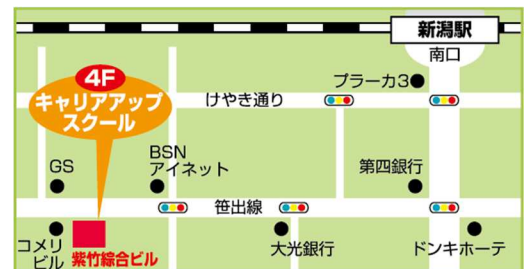 新潟駅
南口
4F
キャリアアップ
スクール
プラーカ3
けやき通り
GS
BSN
アイネット
第四銀行
笹出線
コメリ
ビル
紫竹綜合ビル
大光銀行
ドンキホーテ